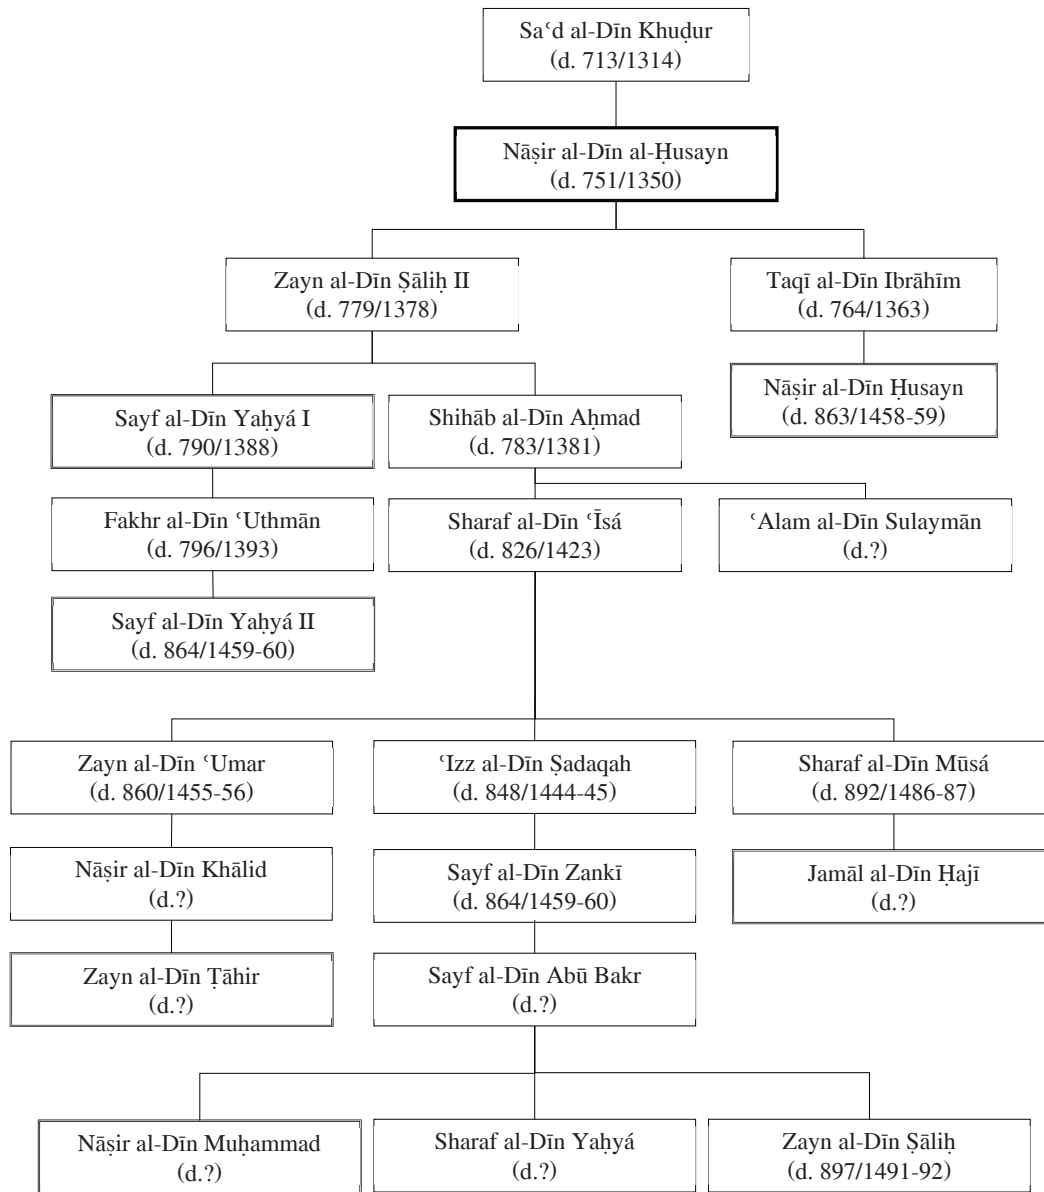 Saʿd al-Dīn Khuḍur
(d. 713/1314)
Nāṣir al-Dīn al-Ḥusayn
(d. 751/1350)
Zayn al-Dīn Ṣāliḥ II
(d. 779/1378)
Taqī al-Dīn Ibrāhīm
(d. 764/1363)
Nāṣir al-Dīn Ḥusayn
(d. 863/1458-59)
Sayf al-Dīn Yaḥyá I
(d. 790/1388)
Shihāb al-Dīn Aḥmad
(d. 783/1381)
Fakhr al-Dīn ʿUthmān
(d. 796/1393)
Sharaf al-Dīn ʿĪsá
(d. 826/1423)
ʿAlam al-Dīn Sulaymān
(d.?)
Sayf al-Dīn Yaḥyá II
(d. 864/1459-60)
Zayn al-Dīn ʿUmar
(d. 860/1455-56)
ʿIzz al-Dīn Ṣadaqah
(d. 848/1444-45)
Sharaf al-Dīn Mūsá
(d. 892/1486-87)
Nāṣir al-Dīn Khālid
(d.?)
Sayf al-Dīn Zankī
(d. 864/1459-60)
Jamāl al-Dīn Ḥajī
(d.?)
Zayn al-Dīn Ṭāhir
(d.?)
Sayf al-Dīn Abū Bakr
(d.?)
Nāṣir al-Dīn Muḥammad
(d.?)
Sharaf al-Dīn Yaḥyá
(d.?)
Zayn al-Dīn Ṣāliḥ
(d. 897/1491-92)